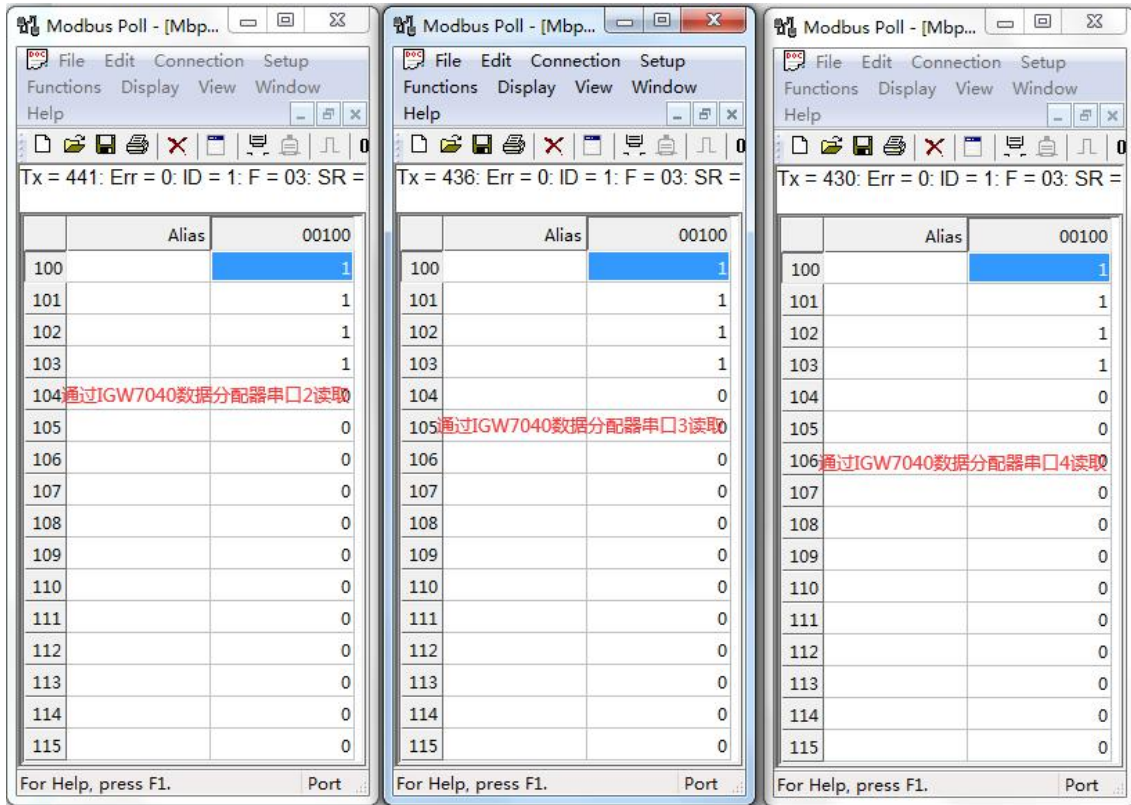 Modbus Poll - [Mbp...
File Edit Connection Setup
Functions Display View Window
Help
Tx = 441: Err = 0: ID = 1: F = 03: SR =
Alias 00100
100 1
101 1
102 1
103 1
104 通过IGW7040数据分配器串口2读取 0
105 0
106 0
107 0
108 0
109 0
110 0
111 0
112 0
113 0
114 0
115 0
For Help, press F1. Port
Modbus Poll - [Mbp...
File Edit Connection Setup
Functions Display View Window
Help
Tx = 436: Err = 0: ID = 1: F = 03: SR =
Alias 00100
100 1
101 1
102 1
103 1
104 0
105 通过IGW7040数据分配器串口3读取 0
106 0
107 0
108 0
109 0
110 0
111 0
112 0
113 0
114 0
115 0
For Help, press F1. Port
Modbus Poll - [Mbp...
File Edit Connection Setup
Functions Display View Window
Help
Tx = 430: Err = 0: ID = 1: F = 03: SR =
Alias 00100
100 1
101 1
102 1
103 1
104 0
105 0
106 通过IGW7040数据分配器串口4读取 0
107 0
108 0
109 0
110 0
111 0
112 0
113 0
114 0
115 0
For Help, press F1. Port